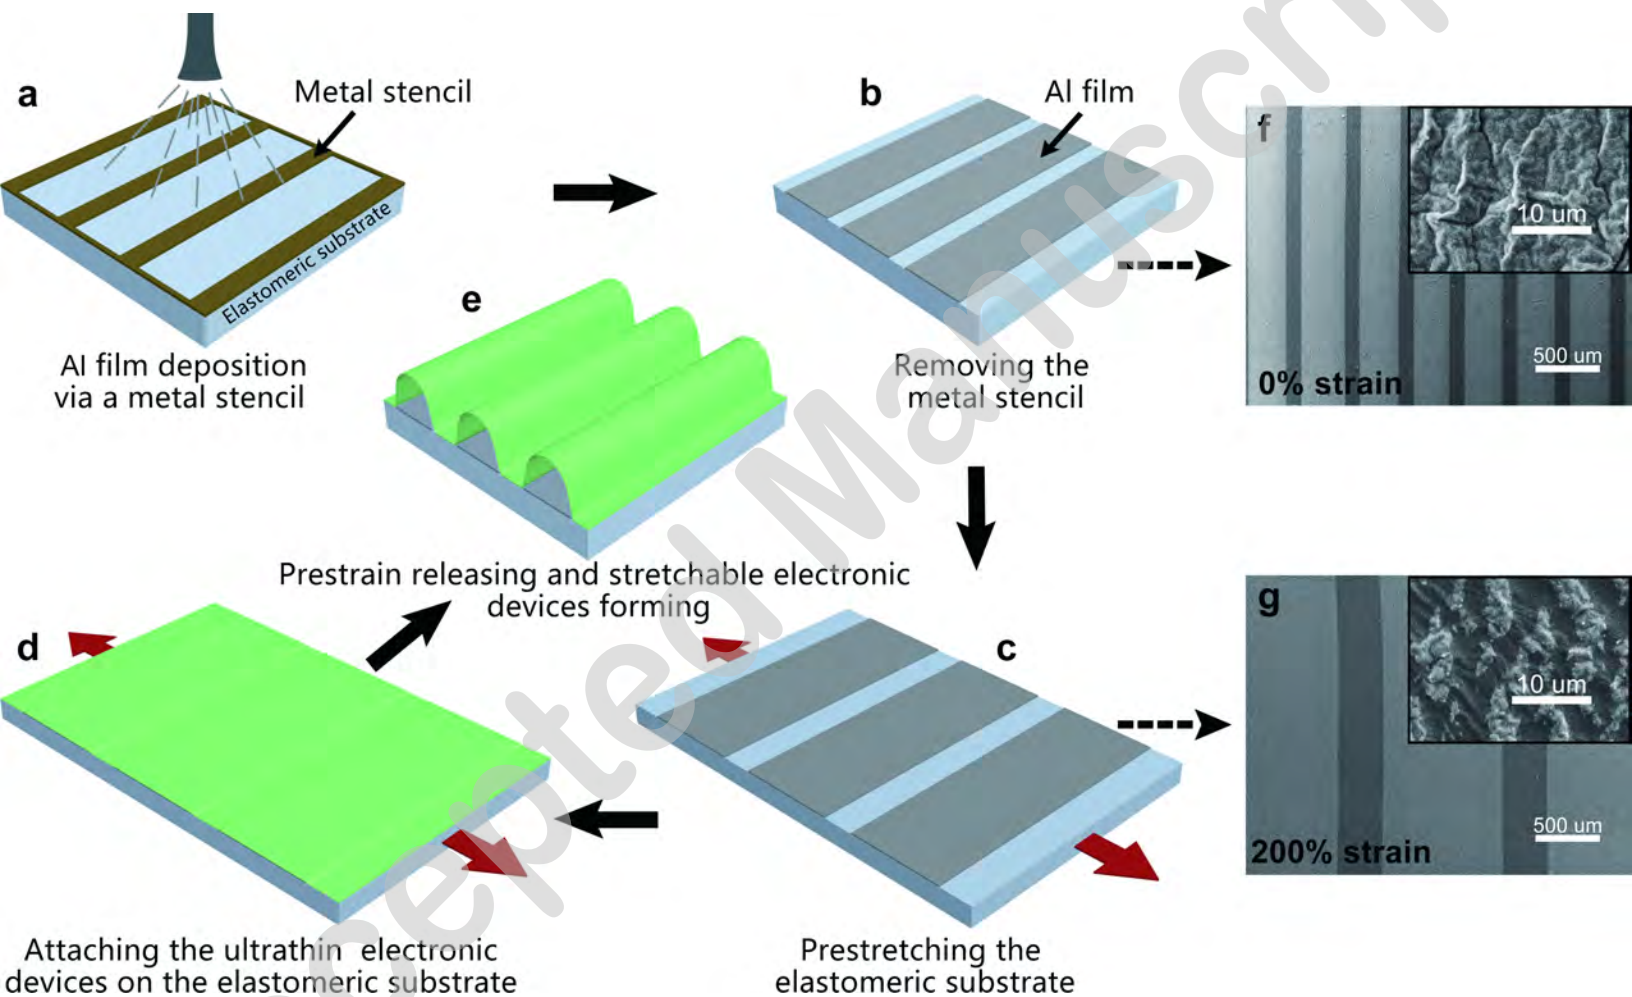 a
Metal stencil
Elastomeric substrate
Al film deposition
via a metal stencil
b
Al film
Removing the
metal stencil
f
10 um
500 um
0% strain
e
Prestrain releasing and stretchable electronic
devices forming
d
Attaching the ultrathin electronic
devices on the elastomeric substrate
c
Prestretching the
elastomeric substrate
g
10 um
500 um
200% strain
cepted Manuscri